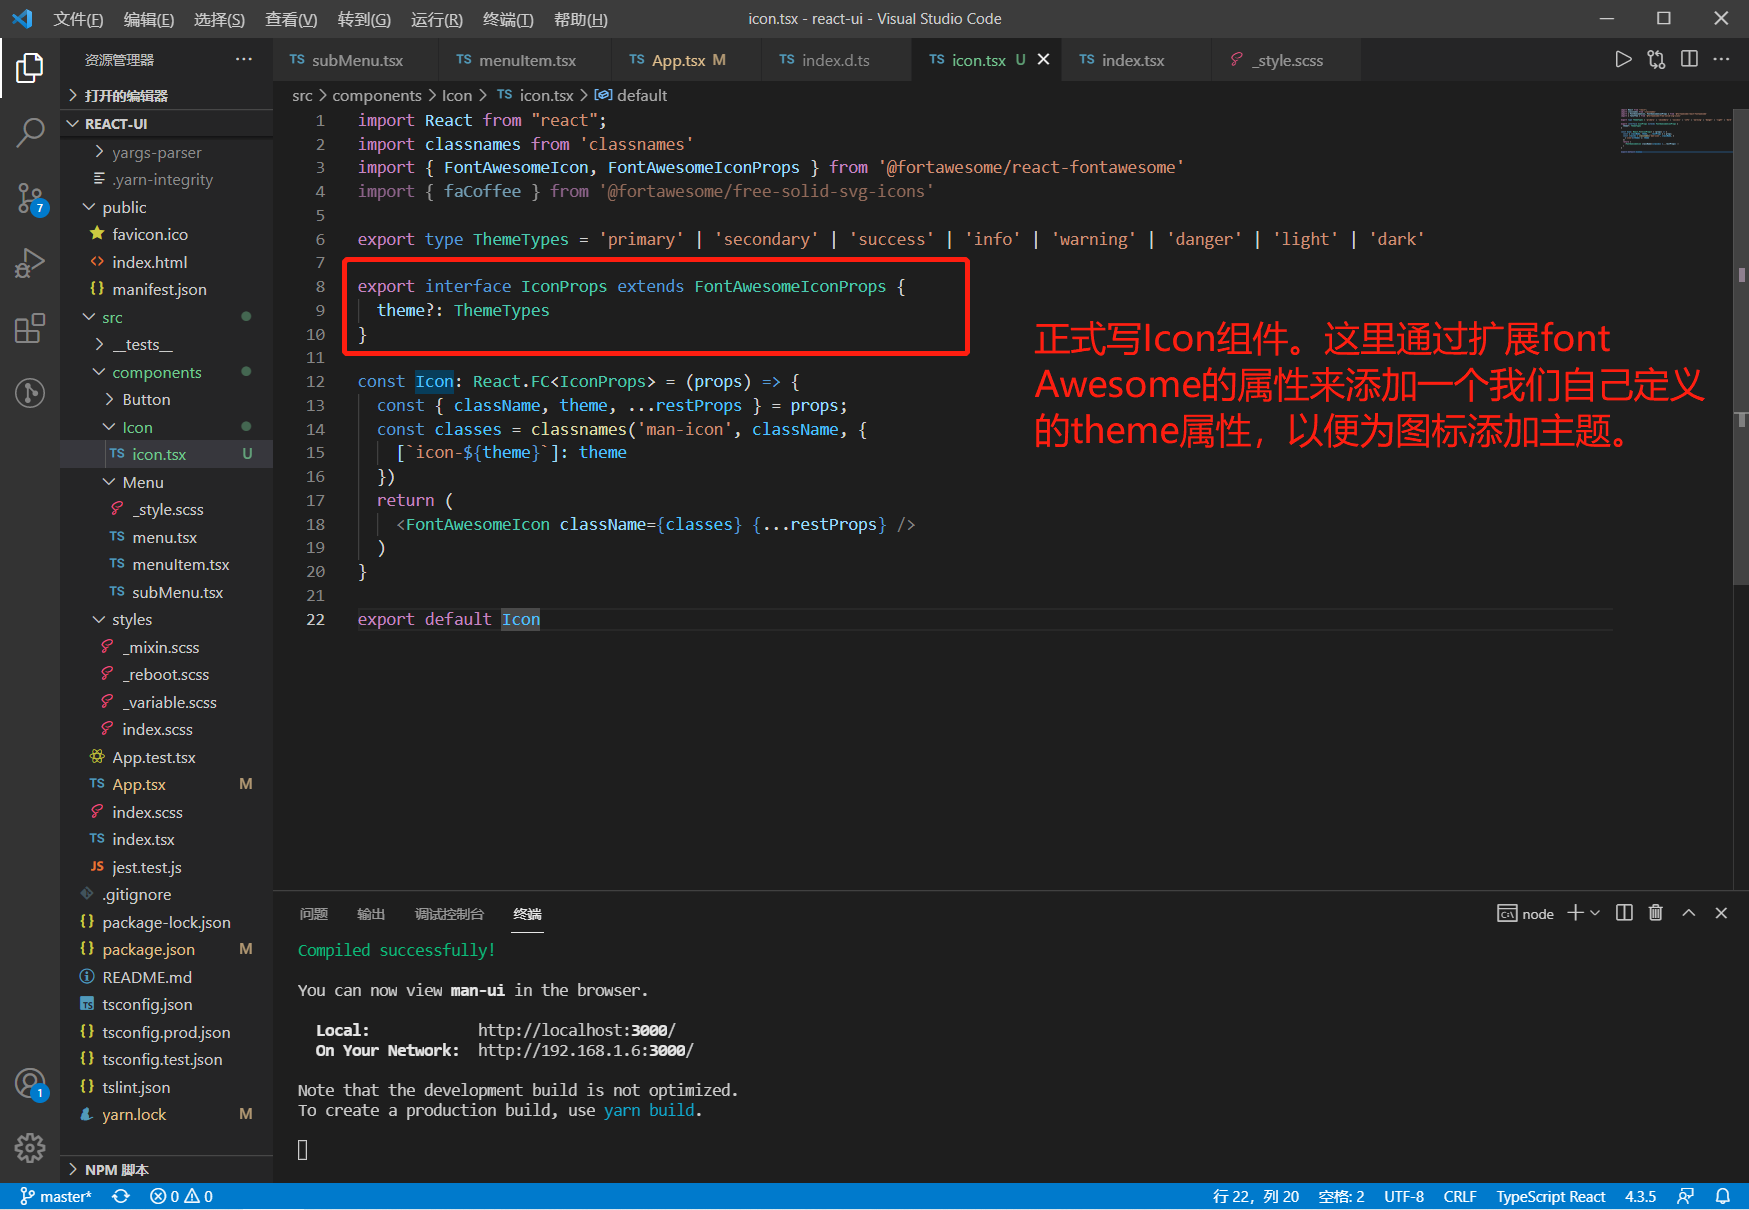 文件(F) 编辑(E) 选择(S) 查看(V) 转到(G) 运行(R) 终端(T) 帮助(H) icon.tsx - react-ui - Visual Studio Code
资源管理器 ···
TS subMenu.tsx TS menuItem.tsx TS App.tsx M TS index.d.ts TS icon.tsx U TS index.tsx _style.scss
打开的编辑器
REACT-UI
yargs-parser
.yarn-integrity
public
favicon.ico
index.html
manifest.json
src
__tests__
components
Button
Icon
TS icon.tsx U
Menu
_style.scss
TS menu.tsx
TS menuItem.tsx
TS subMenu.tsx
styles
_mixin.scss
_reboot.scss
_variable.scss
index.scss
App.test.tsx
TS App.tsx M
index.scss
TS index.tsx
JS jest.test.js
.gitignore
package-lock.json
package.json M
README.md
tsconfig.json
tsconfig.prod.json
tsconfig.test.json
tslint.json
yarn.lock M
NPM 脚本
7
1
src > components > Icon > TS icon.tsx > default
1 import React from "react";
2 import classnames from 'classnames'
3 import { FontAwesomeIcon, FontAwesomeIconProps } from '@fortawesome/react-fontawesome'
4 import { faCoffee } from '@fortawesome/free-solid-svg-icons'
5
6 export type ThemeTypes = 'primary' | 'secondary' | 'success' | 'info' | 'warning' | 'danger' | 'light' | 'dark'
7
8 export interface IconProps extends FontAwesomeIconProps {
9 theme?: ThemeTypes
10 }
11
12 const Icon: React.FC<IconProps> = (props) => {
13 const { className, theme, ...restProps } = props;
14 const classes = classnames('man-icon', className, {
15 [`icon-${theme}`]: theme
16 })
17 return (
18 <FontAwesomeIcon className={classes} {...restProps} />
19 )
20 }
21
22 export default Icon
正式写Icon组件。这里通过扩展font
Awesome的属性来添加一个我们自己定义
的theme属性，以便为图标添加主题。
问题 输出 调试控制台 终端 node
Compiled successfully!
You can now view man-ui in the browser.
Local: http://localhost:3000/
On Your Network: http://192.168.1.6:3000/
Note that the development build is not optimized.
To create a production build, use yarn build.
master* 0 0 行 22，列 20 空格: 2 UTF-8 CRLF TypeScript React 4.3.5